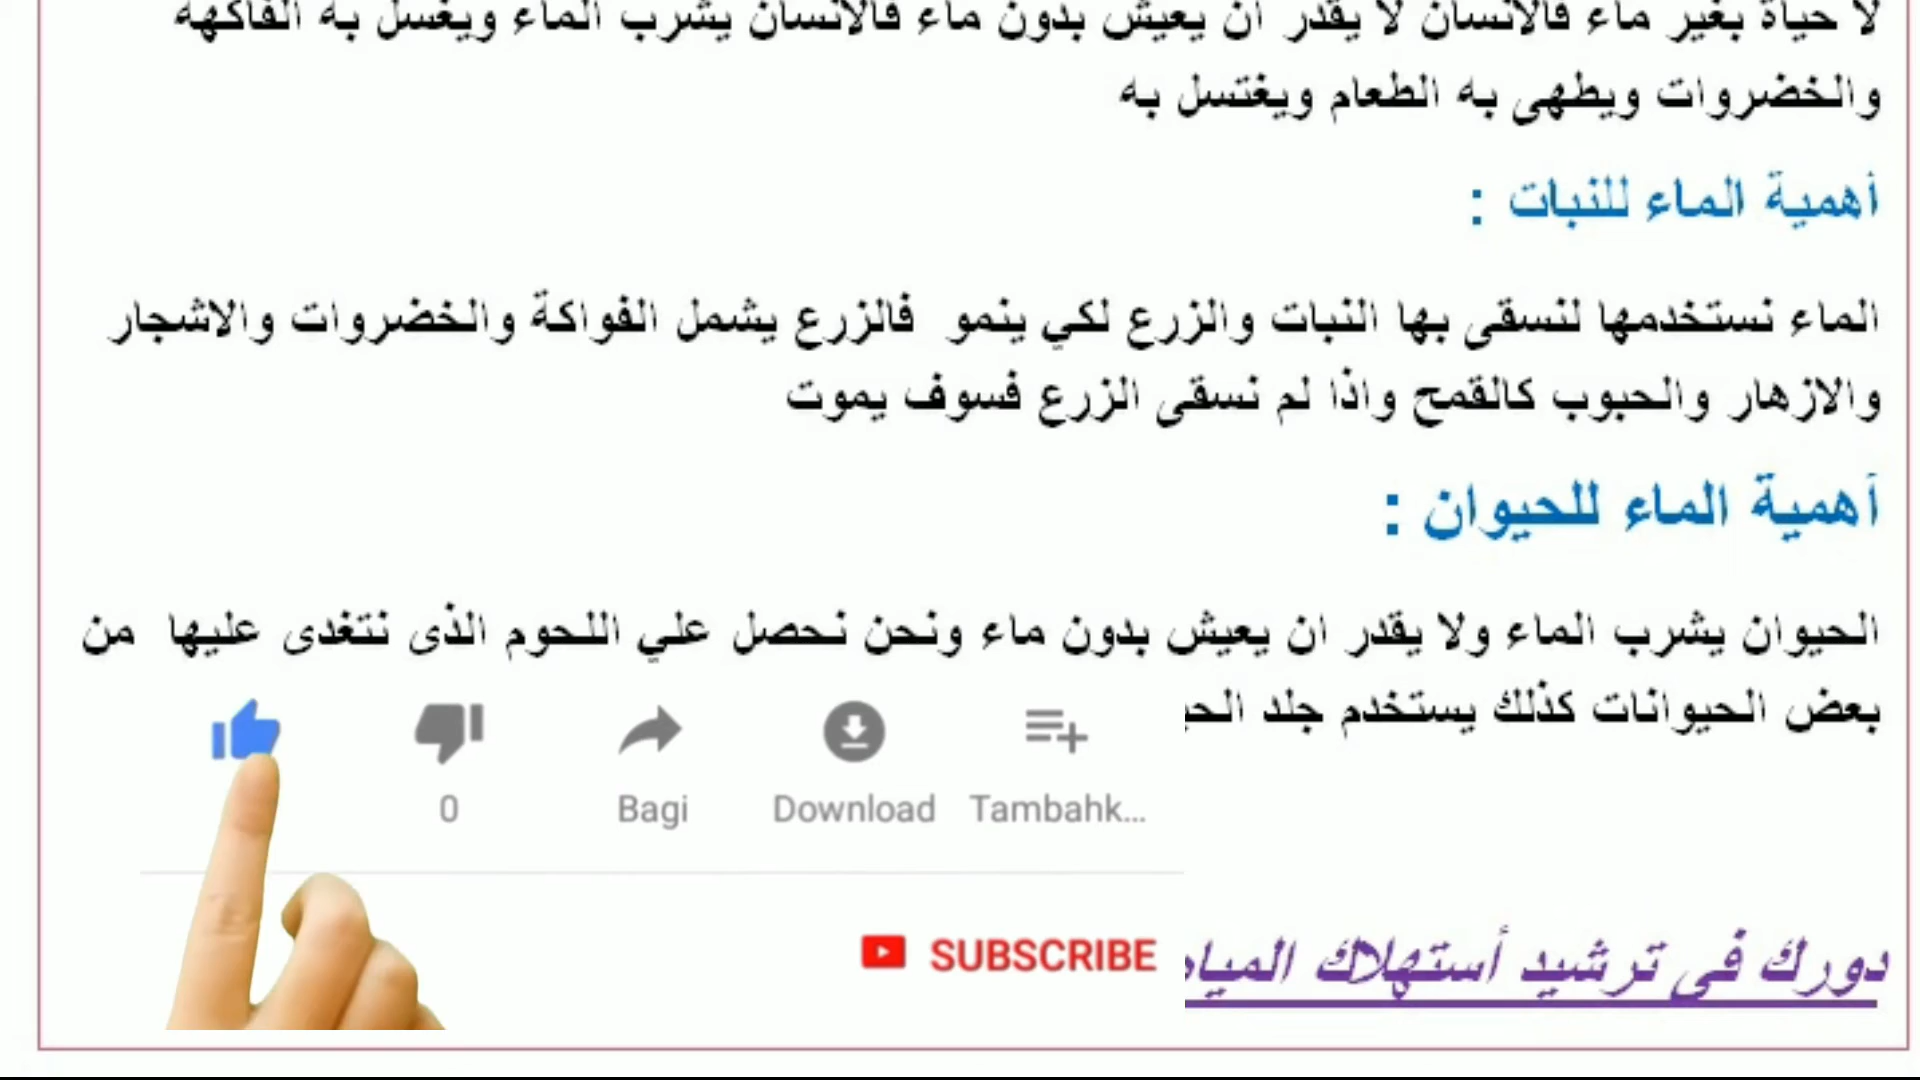 لا حياة بغير ماء فالانسان لا يقدر ان يعيش بدون ماء فالانسان يشرب الماء ويغسل به الفاكهة
والخضروات ويطهى به الطعام ويغتسل به
أهمية الماء للنبات :
الماء نستخدمها لنسقى بها النبات والزرع لكي ينمو فالزرع يشمل الفواكة والخضروات والاشجار
والازهار والحبوب كالقمح واذا لم نسقى الزرع فسوف يموت
أهمية الماء للحيوان :
الحيوان يشرب الماء ولا يقدر ان يعيش بدون ماء ونحن نحصل علي اللحوم الذى نتغدى عليها من
بعض الحيوانات كذلك يستخدم جلد
0 Bagi Download Tambahk...
دورك فى ترشيد أستهلاك
SUBSCRIBE